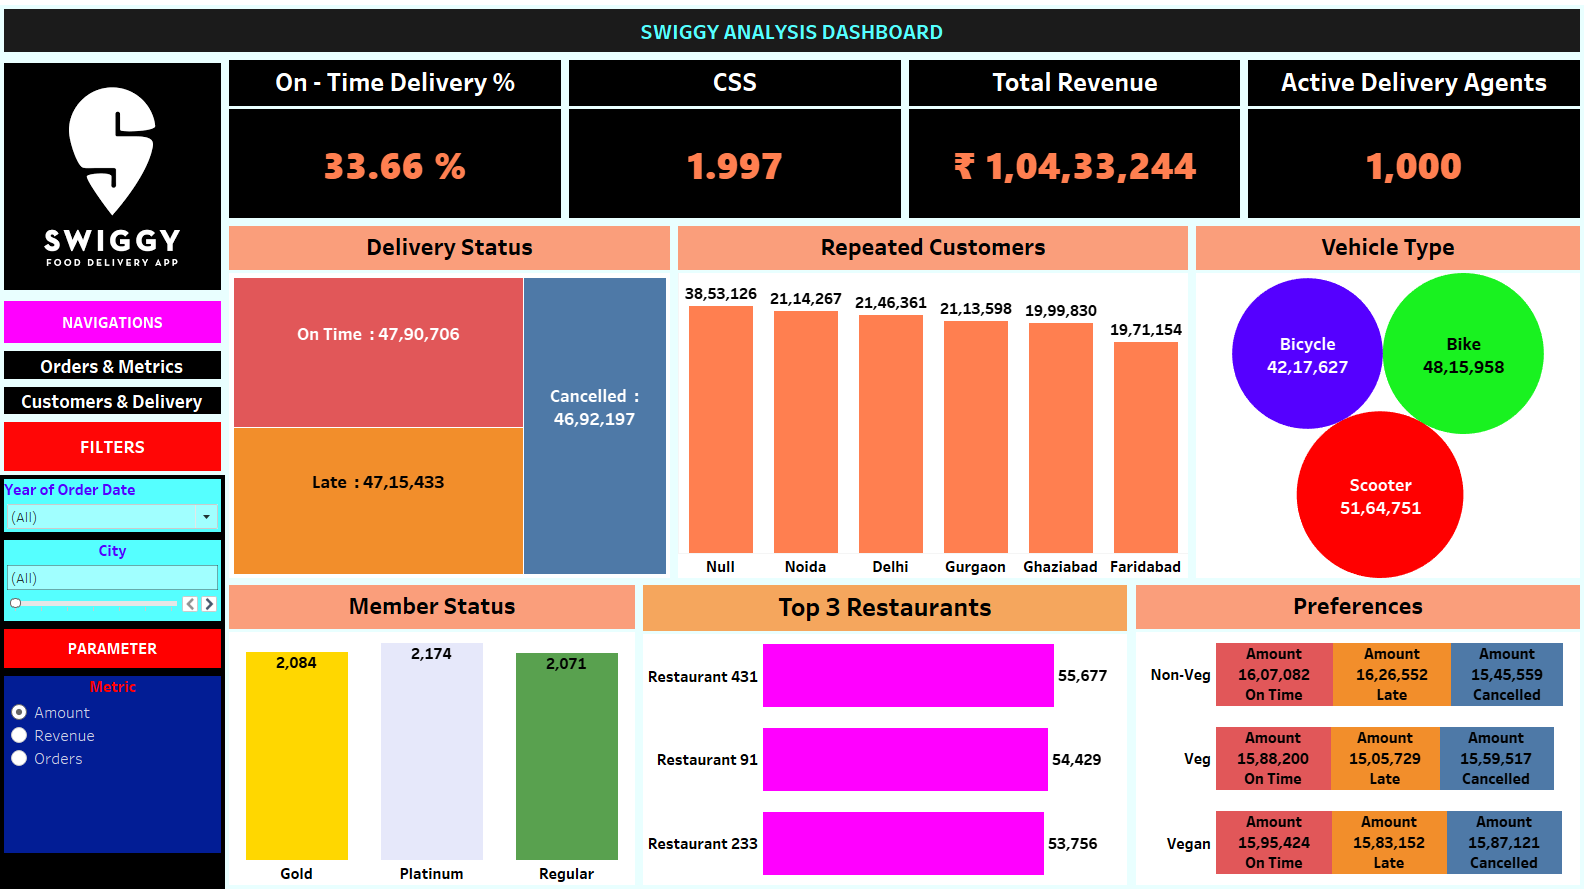 SWIGGY ANALYSIS DASHBOARD
SWIGGY
FOOD DELIVERY APP
NAVIGATIONS
Orders & Metrics
Customers & Delivery
FILTERS
Year of Order Date
(All)
City
(All)
PARAMETER
Metric
Amount
Revenue
Orders
On - Time Delivery %
33.66 %
CSS
1.997
Total Revenue
₹ 1,04,33,244
Active Delivery Agents
1,000
Delivery Status
On Time : 47,90,706
Late : 47,15,433
Cancelled :
46,92,197
Repeated Customers
38,53,126 21,14,267 21,46,361 21,13,598 19,99,830 19,71,154
Null Noida Delhi Gurgaon Ghaziabad Faridabad
Vehicle Type
Bicycle
42,17,627
Bike
48,15,958
Scooter
51,64,751
Member Status
2,084 2,174 2,071
Gold Platinum Regular
Top 3 Restaurants
Restaurant 431 55,677
Restaurant 91 54,429
Restaurant 233 53,756
Preferences
Non-Veg
Amount
16,07,082
On Time
Amount
16,26,552
Late
Amount
15,45,559
Cancelled
Veg
Amount
15,88,200
On Time
Amount
15,05,729
Late
Amount
15,59,517
Cancelled
Vegan
Amount
15,95,424
On Time
Amount
15,83,152
Late
Amount
15,87,121
Cancelled